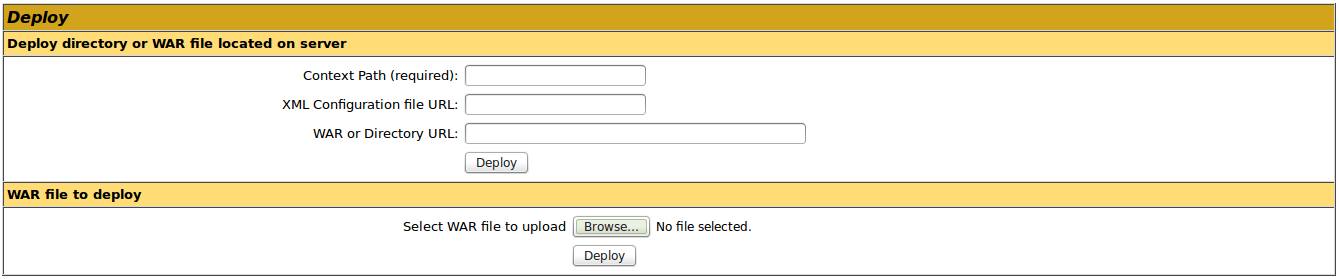 Deploy
Deploy directory or WAR file located on server
Context Path (required):
XML Configuration file URL:
WAR or Directory URL:
Deploy
WAR file to deploy
Select WAR file to upload Browse... No file selected.
Deploy